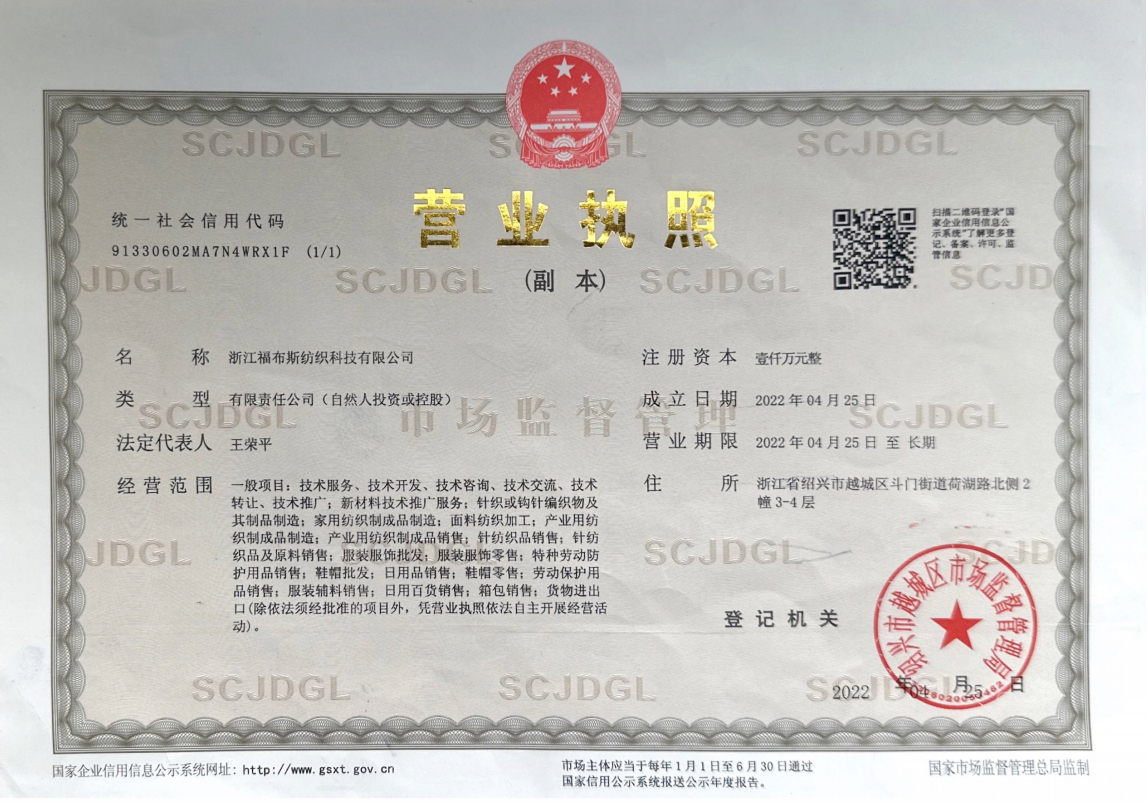 SCJDGL SCJDGL SCJDGL
营业执照
(副 本)
统一社会信用代码
91330602MA7N4WRX1F (1/1)
扫描二维码登录“国
家企业信用信息公
示系统”了解更多登
记、备案、许可、监
管信息
JDGL SCJDGL SCJDGL SCJD
名 称 浙江福布斯纺织科技有限公司
类 型 有限责任公司（自然人投资或控股）
法定代表人 王荣平
经营范围 一般项目：技术服务、技术开发、技术咨询、技术交流、技术
转让、技术推广；新材料技术推广服务；针织或钩针编织物及
其制品制造；家用纺织制成品制造；面料纺织加工；产业用纺
织制成品制造；产业用纺织制成品销售；针纺织品销售；针纺
织品及原料销售；服装服饰批发；服装服饰零售；特种劳动防
护用品销售；鞋帽批发；日用品销售；鞋帽零售；劳动保护用
品销售；服装辅料销售；日用百货销售；箱包销售；货物进出
口(除依法须经批准的项目外，凭营业执照依法自主开展经营活
动)。
注册资本 壹仟万元整
成立日期 2022年04月25日
营业期限 2022年04月25日 至 长期
住 所 浙江省绍兴市越城区斗门街道荷湖路北侧2
幢3-4层
SCJDGL 市场监督管理 SCJDGL
JDGL SCJDGL SCJD
登记机关
绍兴市越城区市场监督管理局
2022 年04 月25 日
SCJDGL SCJDGL SC
国家企业信用信息公示系统网址：http://www.gsxt.gov.cn
市场主体应当于每年1月1日至6月30日通过
国家信用公示系统报送公示年度报告。
国家市场监督管理总局监制